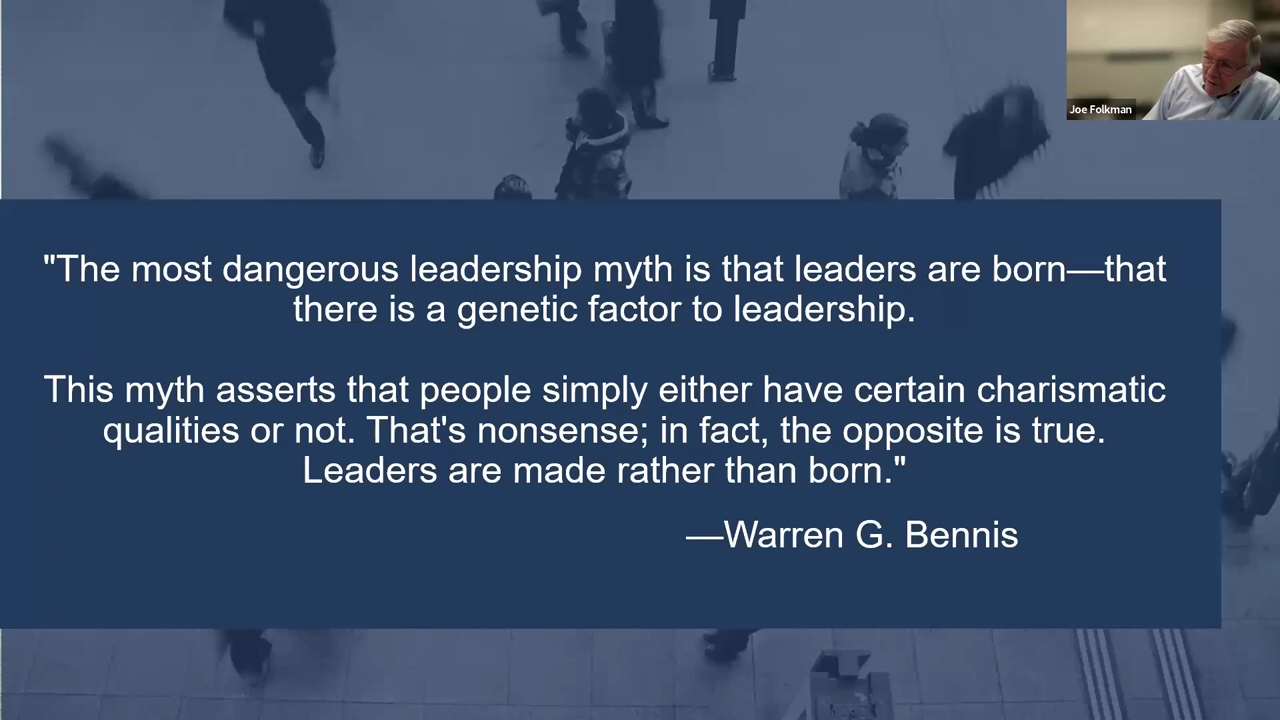 Joe Folkman
"The most dangerous leadership myth is that leaders are born—that
there is a genetic factor to leadership.
This myth asserts that people simply either have certain charismatic
qualities or not. That's nonsense; in fact, the opposite is true.
Leaders are made rather than born."
—Warren G. Bennis